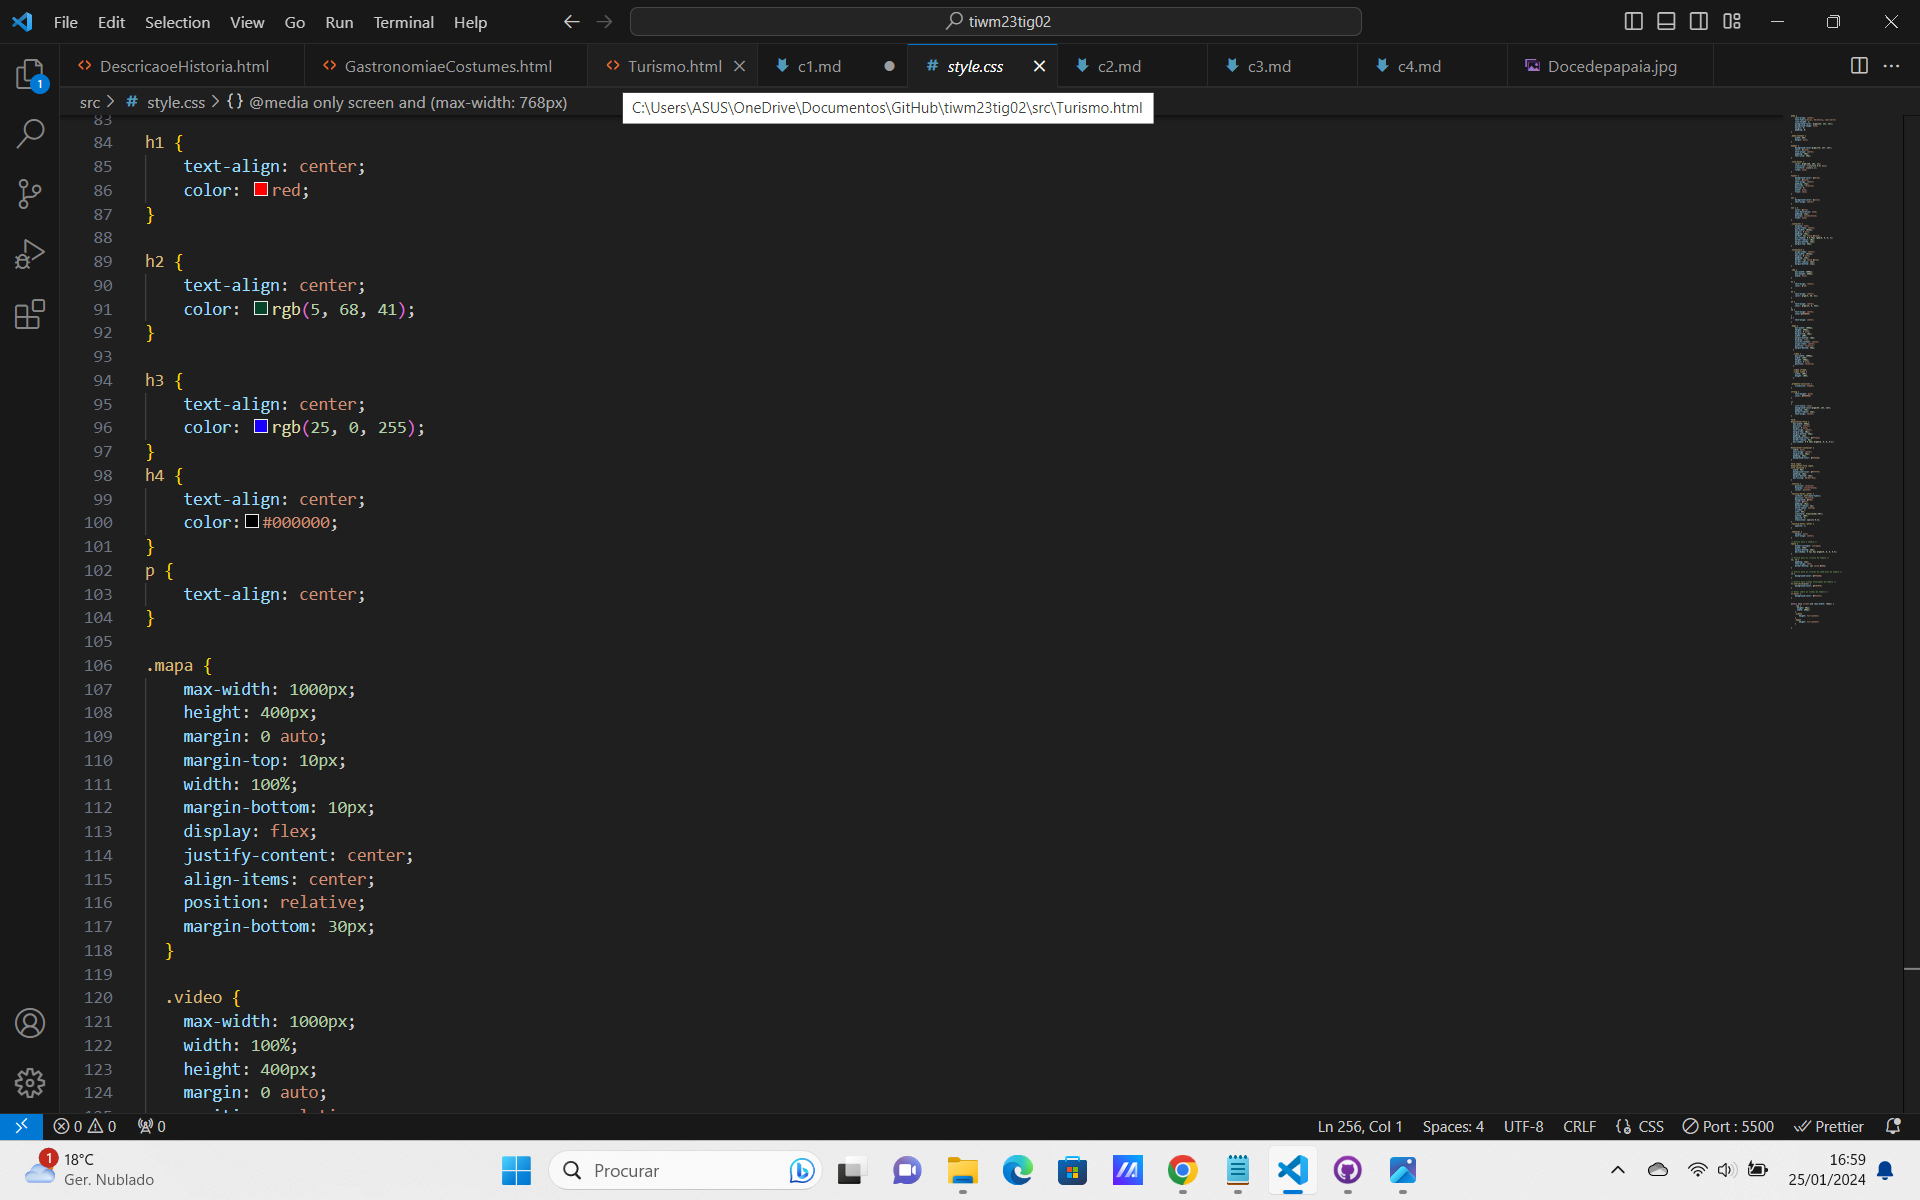 File Edit Selection View Go Run Terminal Help
tiwm23tig02
1
<> DescricaoeHistoria.html
<> GastronomiaeCostumes.html
<> Turismo.html
c1.md
# style.css
c2.md
c3.md
c4.md
Docedepapaia.jpg
src > # style.css > {} @media only screen and (max-width: 768px)
C:\Users\ASUS\OneDrive\Documentos\GitHub\tiwm23tig02\src\Turismo.html
83
84 h1 {
85 text-align: center;
86 color: red;
87 }
88
89 h2 {
90 text-align: center;
91 color: rgb(5, 68, 41);
92 }
93
94 h3 {
95 text-align: center;
96 color: rgb(25, 0, 255);
97 }
98 h4 {
99 text-align: center;
100 color: #000000;
101 }
102 p {
103 text-align: center;
104 }
105
106 .mapa {
107 max-width: 1000px;
108 height: 400px;
109 margin: 0 auto;
110 margin-top: 10px;
111 width: 100%;
112 margin-bottom: 10px;
113 display: flex;
114 justify-content: center;
115 align-items: center;
116 position: relative;
117 margin-bottom: 30px;
118 }
119
120 .video {
121 max-width: 1000px;
122 width: 100%;
123 height: 400px;
124 margin: 0 auto;
0 0 0
Ln 256, Col 1 Spaces: 4 UTF-8 CRLF {} CSS Port : 5500 Prettier
1
18°C
Ger. Nublado
Procurar
16:59
25/01/2024